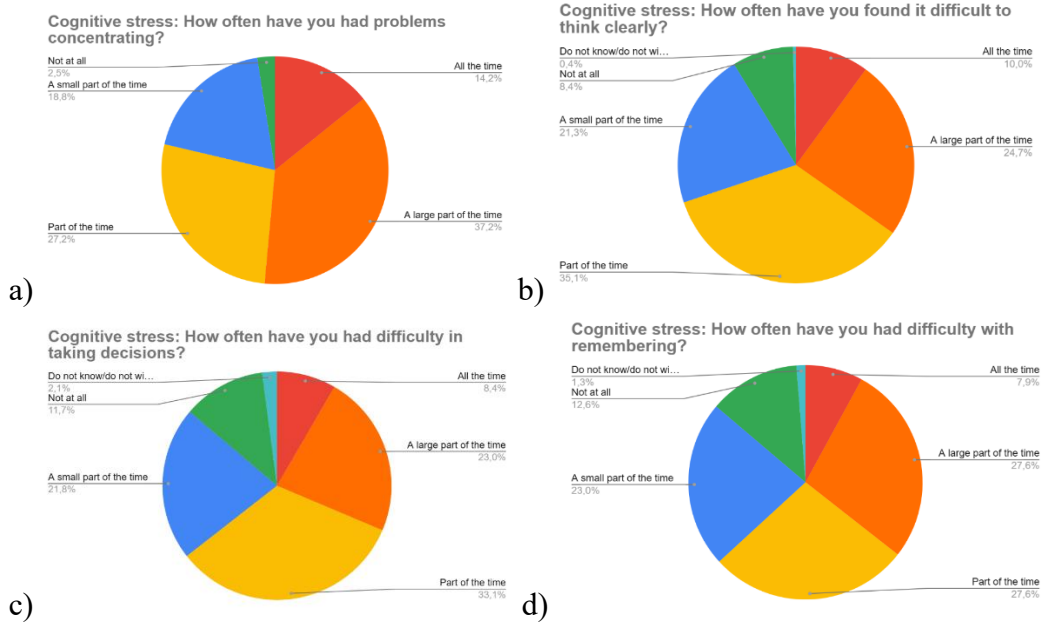 Cognitive stress: How often have you had problems
concentrating?
Not at all
2,5%
A small part of the time
18,8%
Part of the time
27,2%
All the time
14,2%
A large part of the time
37,2%
a)
Cognitive stress: How often have you found it difficult to
think clearly?
Do not know/do not wi…
0,4%
Not at all
8,4%
A small part of the time
21,3%
Part of the time
35,1%
All the time
10,0%
A large part of the time
24,7%
b)
Cognitive stress: How often have you had difficulty in
taking decisions?
Do not know/do not wi…
2,1%
Not at all
11,7%
A small part of the time
21,8%
All the time
8,4%
A large part of the time
23,0%
Part of the time
33,1%
c)
Cognitive stress: How often have you had difficulty with
remembering?
Do not know/do not wi…
1,3%
Not at all
12,6%
A small part of the time
23,0%
All the time
7,9%
A large part of the time
27,6%
Part of the time
27,6%
d)